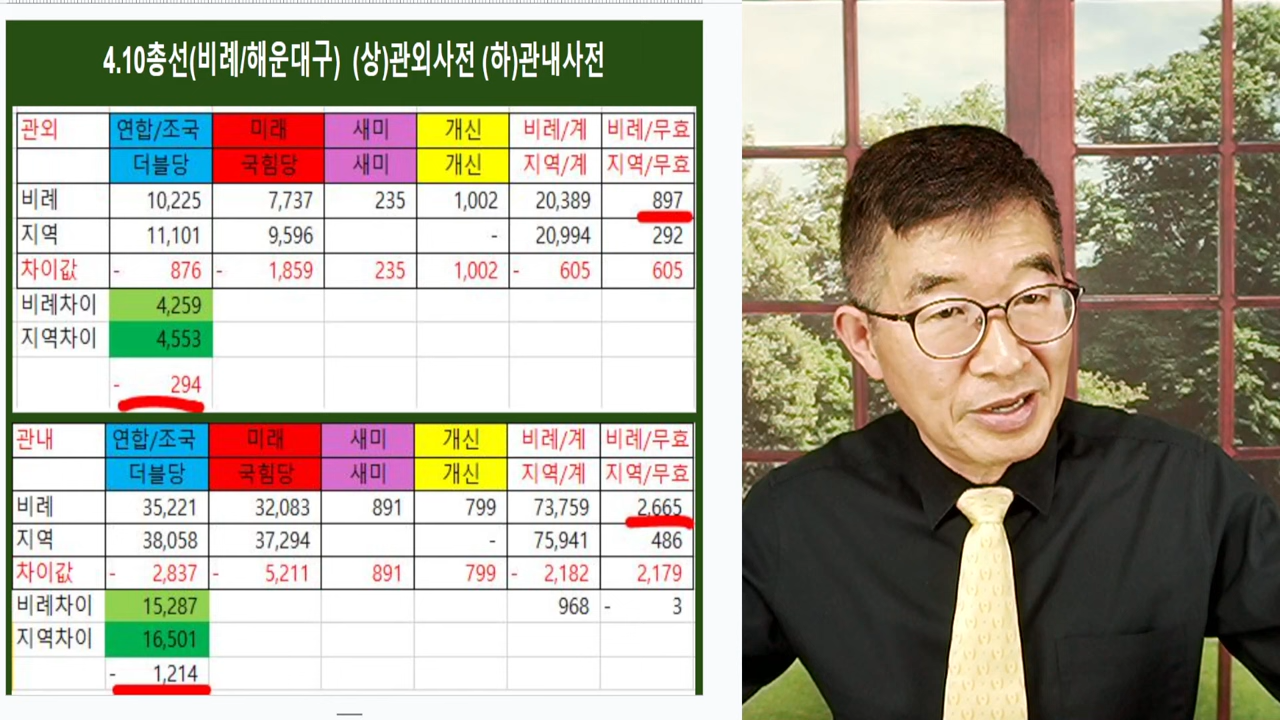 4.10총선(비례/해운대구) (상)관외사전 (하)관내사전
관외 연합/조국 미래 새미 개신 비례/계 비례/무효
더블당 국힘당 새미 개신 지역/계 지역/무효
비례 10,225 7,737 235 1,002 20,389 897
지역 11,101 9,596 - 20,994 292
차이값 - 876 - 1,859 235 1,002 - 605 605
비례차이 4,259
지역차이 4,553
- 294
관내 연합/조국 미래 새미 개신 비례/계 비례/무효
더블당 국힘당 새미 개신 지역/계 지역/무효
비례 35,221 32,083 891 799 73,759 2,665
지역 38,058 37,294 - 75,941 486
차이값 - 2,837 - 5,211 891 799 - 2,182 2,179
비례차이 15,287 968 - 3
지역차이 16,501
- 1,214